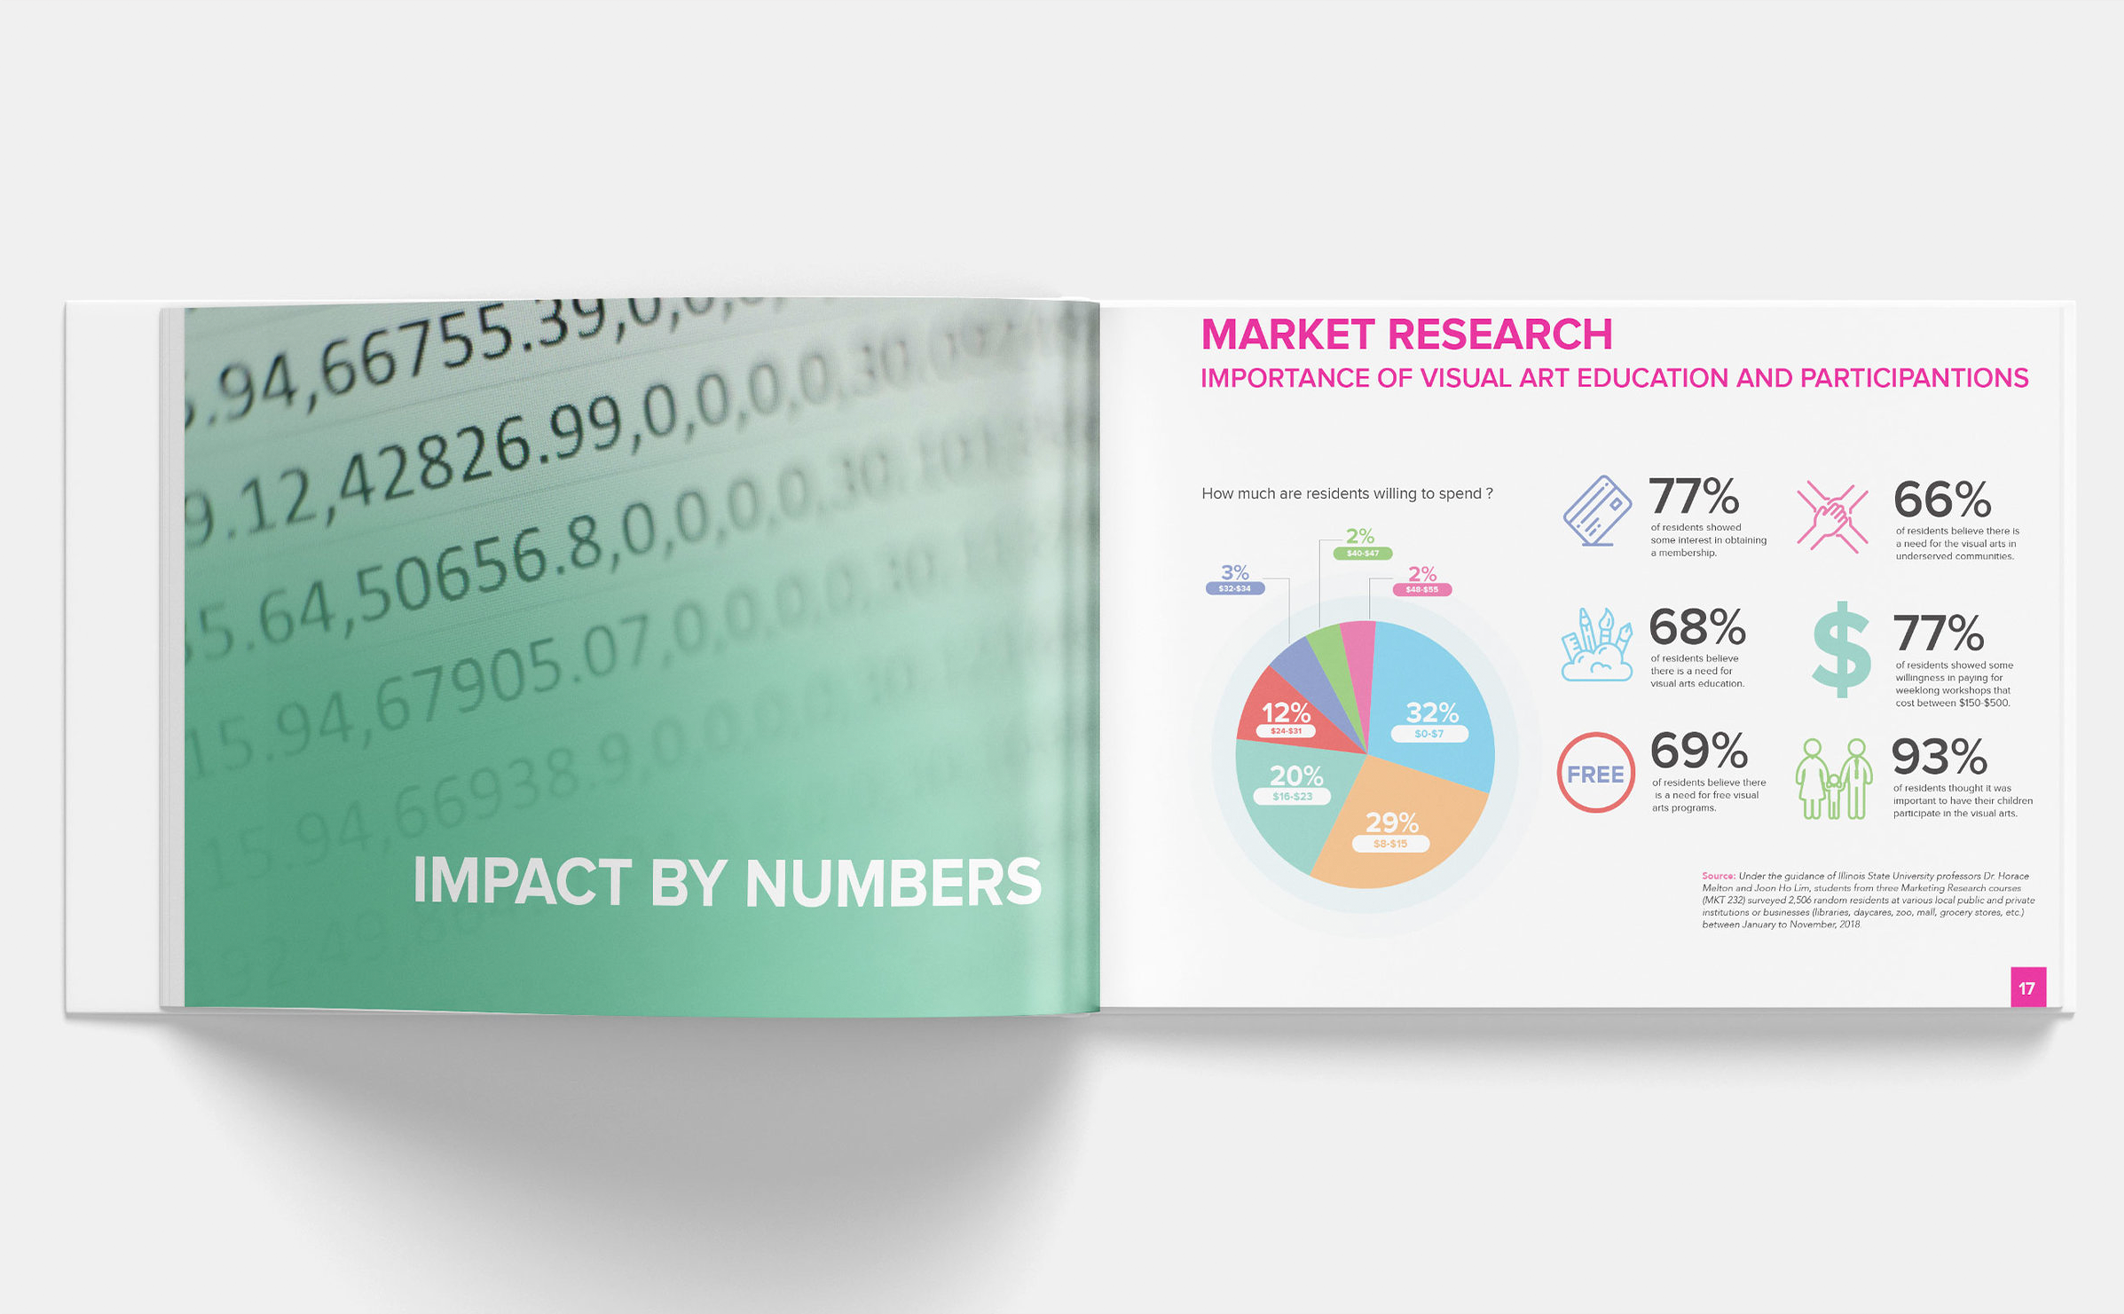 .94,66755.39,0,0,
9.12,42826.99,0,0,0,0,30,
5.64,50656.8,0,0,0,0,30,
15.94,67905.07,0,0,0,0,30,
15.94,66938.9,0,0,0,0,30,
IMPACT BY NUMBERS
MARKET RESEARCH
IMPORTANCE OF VISUAL ART EDUCATION AND PARTICIPANTIONS
How much are residents willing to spend ?
2%
$40-$47
3%
$32-$34
2%
$48-$55
32%
$0-$7
12%
$24-$31
20%
$16-$23
29%
$8-$15
77%
of residents showed
some interest in obtaining
a membership.
66%
of residents believe there is
a need for the visual arts in
underserved communities.
68%
of residents believe
there is a need for
visual arts education.
$
77%
of residents showed some
willingness in paying for
weeklong workshops that
cost between $150-$500.
FREE
69%
of residents believe there
is a need for free visual
arts programs.
93%
of residents thought it was
important to have their children
participate in the visual arts.
Source: Under the guidance of Illinois State University professors Dr. Horace
Melton and Joon Ho Lim, students from three Marketing Research courses
(MKT 232) surveyed 2,506 random residents at various local public and private
institutions or businesses (libraries, daycares, zoo, mall, grocery stores, etc.)
between January to November, 2018.
17